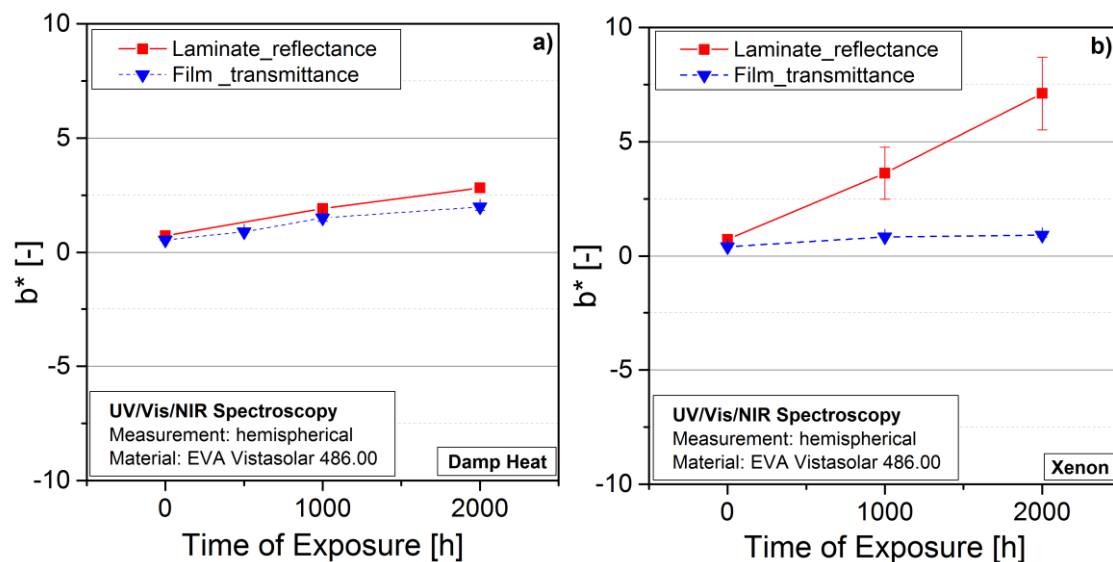 a)
Laminate_reflectance
Film _transmittance
10
5
0
-5
-10
b* [-]
UV/Vis/NIR Spectroscopy
Measurement: hemispherical
Material: EVA Vistasolar 486.00
Damp Heat
0
1000
2000
Time of Exposure [h]
b)
Laminate_reflectance
Film_transmittance
10
5
0
-5
-10
b* [-]
UV/Vis/NIR Spectroscopy
Measurement: hemispherical
Material: EVA Vistasolar 486.00
Xenon
0
1000
2000
Time of Exposure [h]